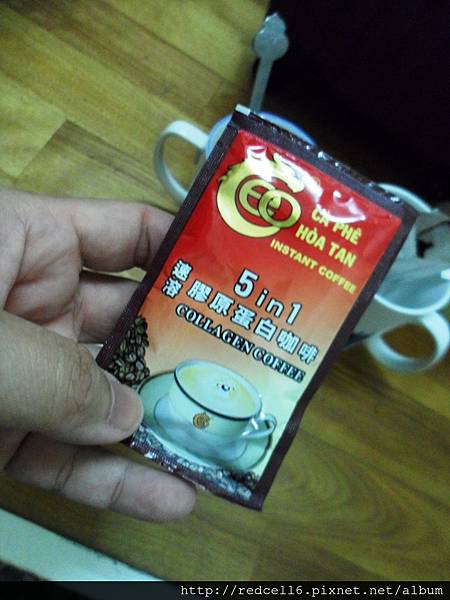 CEO
CÀ PHÊ
HÒA TAN
INSTANT COFFEE
5 in 1
速溶
膠原蛋白咖啡
COLLAGEN COFFEE
http://redcell6.pixnet.net/album